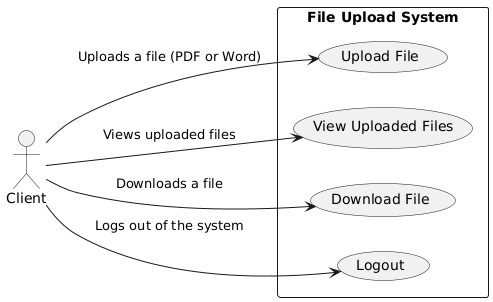 File Upload System
Uploads a file (PDF or Word)
Upload File
Views uploaded files
View Uploaded Files
Downloads a file
Download File
Client
Logs out of the system
Logout